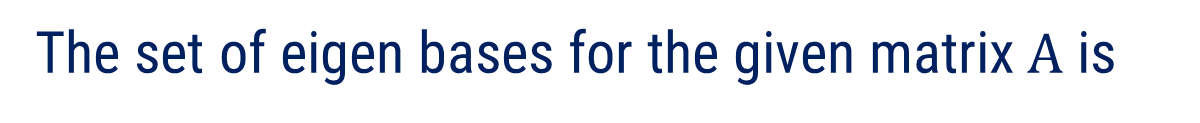 The set of eigen bases for the given matrix A is